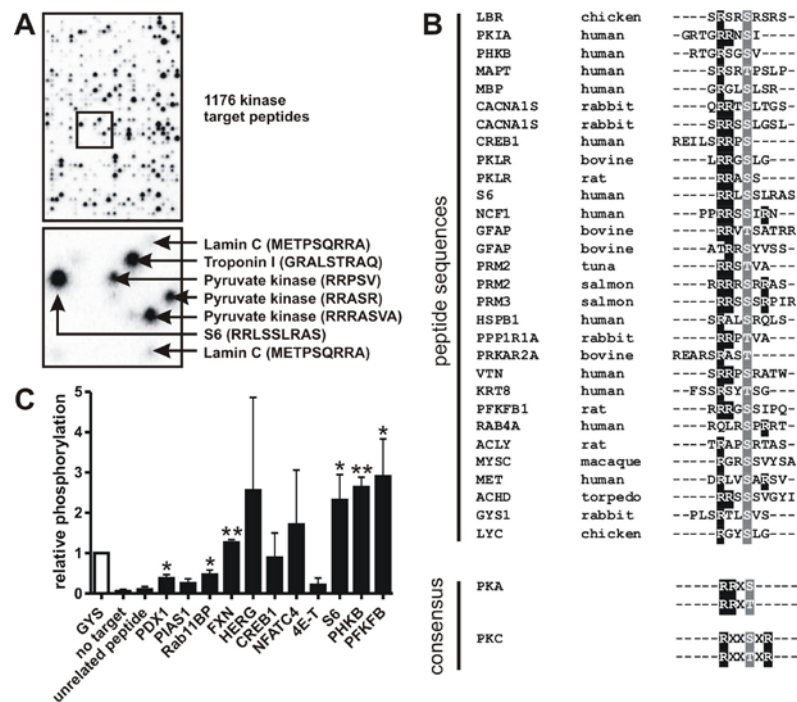 A
1176 kinase
target peptides
Lamin C (METPSQRRA)
Troponin I (GRALSTRAQ)
Pyruvate kinase (RRPSV)
Pyruvate kinase (RRASR)
Pyruvate kinase (RRRASVA)
S6 (RRLSSLRAS)
Lamin C (METPSQRRA)
C
relative phosphorylation
5
4
3
2
1
0
* * ** * ** *
GYS
no target
unrelated peptide
PDX1
PIAS1
Rab11BP
FXN
HERG
CREB1
NFATC4
4E-T
S6
PHKB
PFKFB
B
peptide sequences
LBR chicken ----SRSRSRSRS-
PKIA human -GRTGRRNSI----
PHKB human --RTGRSGSV----
MAPT human ----SRSRTPSLP-
MBP human ----GRGLSLSR--
CACNA1S rabbit ----QRRTSLTGS-
CACNA1S rabbit ----SRRSSLGSL-
CREB1 human REILSRRPS-----
PKLR bovine ----LRRGSLG---
PKLR rat -----RRASS----
S6 human -----RRLSSLRAS
NCF1 human ---PPRRSSIRN--
GFAP bovine -----RRVTSATRR
GFAP bovine ----ATRRSYVSS-
PRM2 tuna -----RRSTVA---
PRM2 salmon -----RRRRSRRAS
PRM3 salmon -----RRSSSRPIR
HSPB1 human ----SRALSRQLS-
PPP1R1A rabbit -----RRPTVA---
PRKAR2A bovine REARSRAST-----
VTN human ----SRRPSRATW-
KRT8 human --FSSRSYTSG---
PFKFB1 rat ----RRRGSSIPQ-
RAB4A human ----RQLRSPRRT-
ACLY rat ----TRAPSRTAS-
MYSC macaque -----RGRSSVYSA
MET human ----DRLVSARSV-
ACHD torpedo -----RRSSSVGYI
GYS1 rabbit --PLSRTLSVS---
LYC chicken -----RGYSLG---
consensus
PKA -----RRXS-----
-----RRXT-----
PKC -----RXXSXR---
-----RXXTXR---